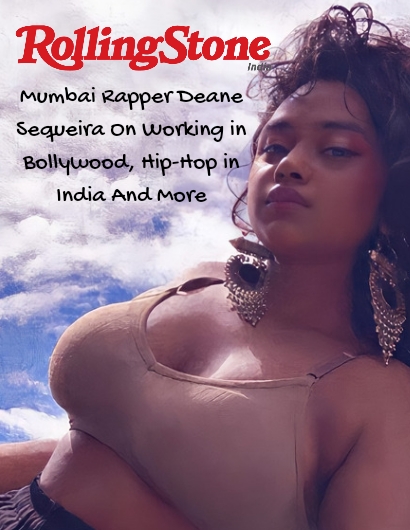 RollingStone
India
Mumbai Rapper Deane
Sequeira On Working in
Bollywood, Hip-Hop in
India And More